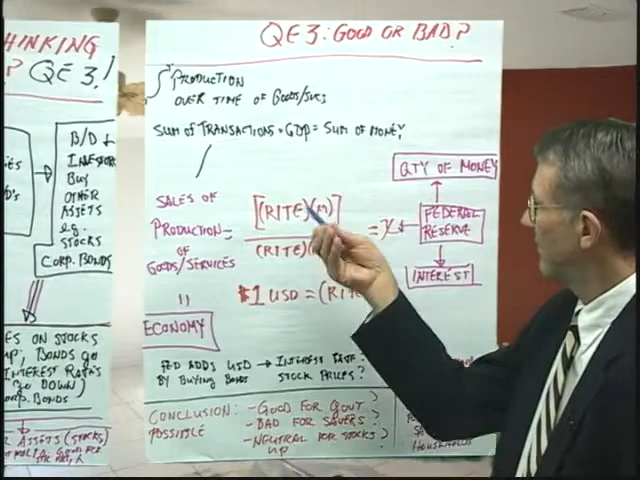 THINKING
? QE 3!
B/D
INVESTORS
BUY
OTHER
ASSETS
e.g.
STOCKS
CORP. BONDS
ES ON STOCKS
UP, BONDS go
INTEREST RATES
go DOWN)
CORP. BONDS
R ASSETS (STOCKS)
QE 3: GOOD OR BAD?
PRODUCTION
OVER TIME OF GOODS/SVCS
SUM OF TRANSACTIONS = GDP = SUM OF MONEY
SALES OF
PRODUCTION =
OF
GOODS/SERVICES
=
ECONOMY
[(RITE)(M)]
(RITE)
$1 USD = (RITE
QTY OF MONEY
FEDERAL
RESERVE
INTEREST
FED ADDS USD → INTEREST RATE?
BY BUYING BONDS STOCK PRICES?
CONCLUSION:
POSSIBLE
- GOOD FOR GOVT ?
- BAD FOR SAVERS ?
- NEUTRAL FOR STOCKS ?
UP
HOUSEHOLDS